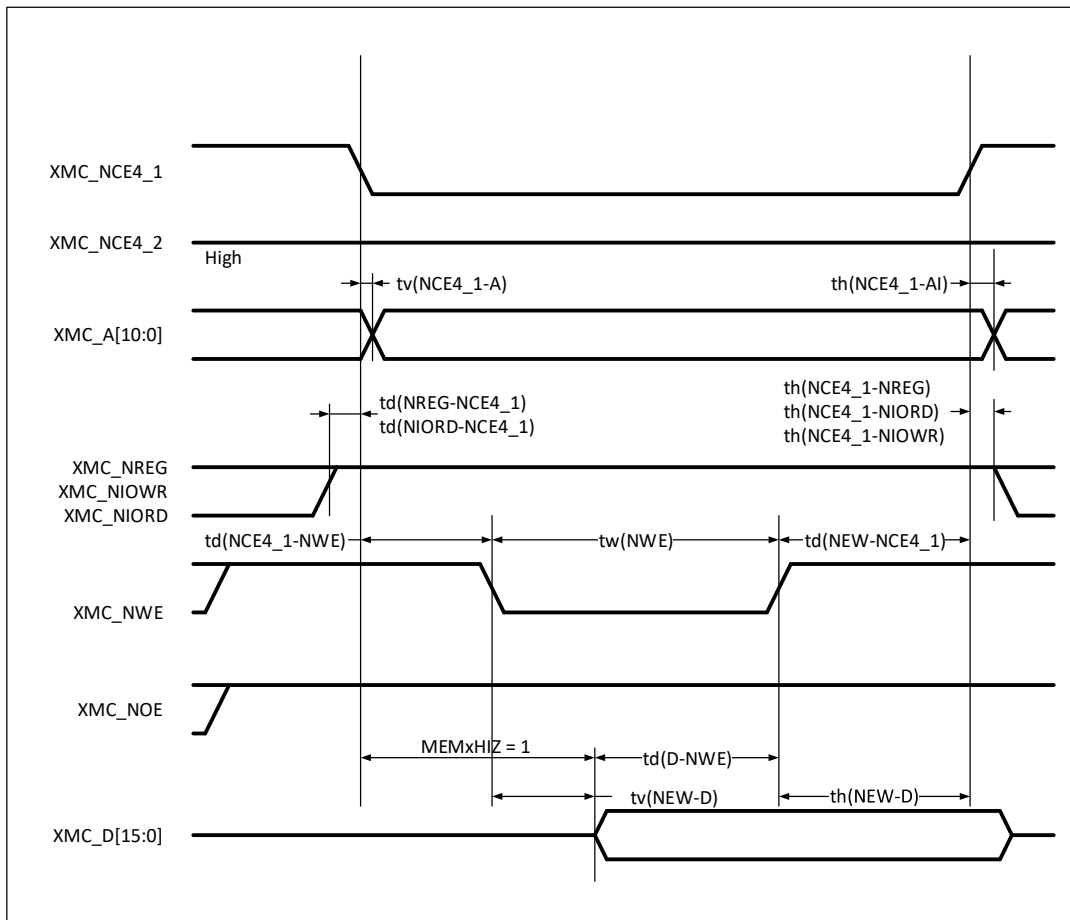 XMC_NCE4_1
XMC_NCE4_2
High
tv(NCE4_1-A)
th(NCE4_1-AI)
XMC_A[10:0]
td(NREG-NCE4_1)
td(NIORD-NCE4_1)
th(NCE4_1-NREG)
th(NCE4_1-NIORD)
th(NCE4_1-NIOWR)
XMC_NREG
XMC_NIOWR
XMC_NIORD
td(NCE4_1-NWE)
tw(NWE)
td(NEW-NCE4_1)
XMC_NWE
XMC_NOE
MEMxHIZ = 1
td(D-NWE)
tv(NEW-D)
th(NEW-D)
XMC_D[15:0]